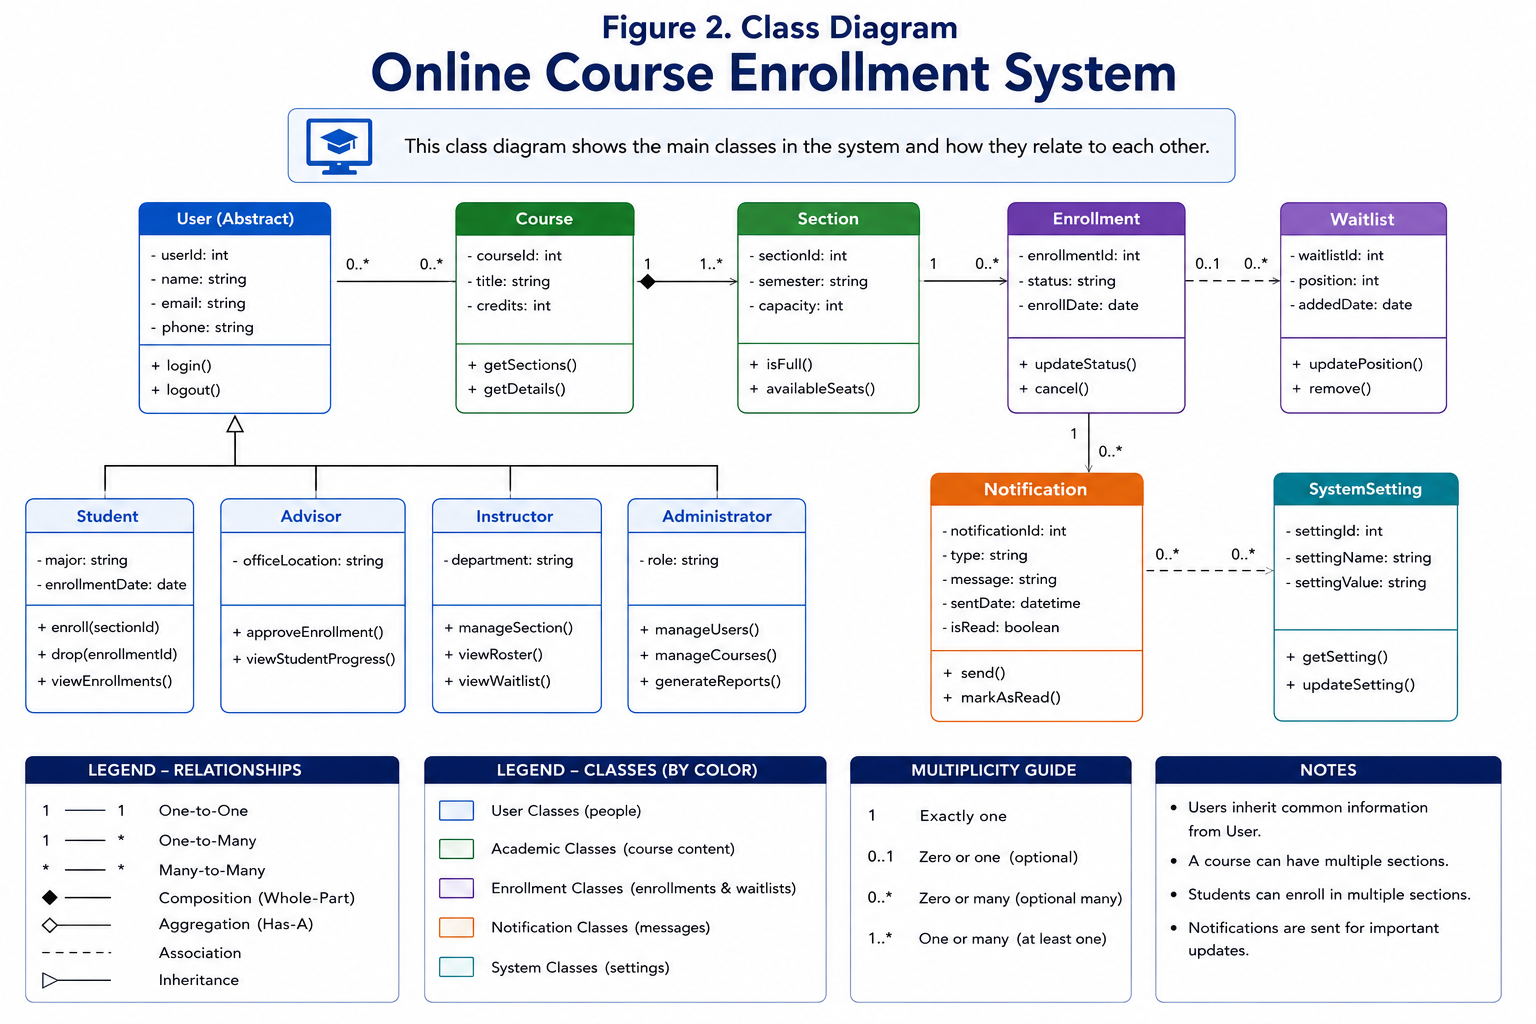 Figure 2. Class Diagram
Online Course Enrollment System
This class diagram shows the main classes in the system and how they relate to each other.
User (Abstract)
- userId: int
- name: string
- email: string
- phone: string
+ login()
+ logout()
0..* 0..*
Course
- courseId: int
- title: string
- credits: int
+ getSections()
+ getDetails()
1 1..*
Section
- sectionId: int
- semester: string
- capacity: int
+ isFull()
+ availableSeats()
1 0..*
Enrollment
- enrollmentId: int
- status: string
- enrollDate: date
+ updateStatus()
+ cancel()
0..1 0..*
Waitlist
- waitlistId: int
- position: int
- addedDate: date
+ updatePosition()
+ remove()
1
0..*
Student
- major: string
- enrollmentDate: date
+ enroll(sectionId)
+ drop(enrollmentId)
+ viewEnrollments()
Advisor
- officeLocation: string
+ approveEnrollment()
+ viewStudentProgress()
Instructor
- department: string
+ manageSection()
+ viewRoster()
+ viewWaitlist()
Administrator
- role: string
+ manageUsers()
+ manageCourses()
+ generateReports()
Notification
- notificationId: int
- type: string
- message: string
- sentDate: datetime
- isRead: boolean
+ send()
+ markAsRead()
0..* 0..*
SystemSetting
- settingId: int
- settingName: string
- settingValue: string
+ getSetting()
+ updateSetting()
LEGEND – RELATIONSHIPS
1 1 One-to-One
1 * One-to-Many
* * Many-to-Many
Composition (Whole-Part)
Aggregation (Has-A)
Association
Inheritance
LEGEND – CLASSES (BY COLOR)
User Classes (people)
Academic Classes (course content)
Enrollment Classes (enrollments & waitlists)
Notification Classes (messages)
System Classes (settings)
MULTIPLICITY GUIDE
1 Exactly one
0..1 Zero or one (optional)
0..* Zero or many (optional many)
1..* One or many (at least one)
NOTES
• Users inherit common information
from User.
• A course can have multiple sections.
• Students can enroll in multiple sections.
• Notifications are sent for important
updates.